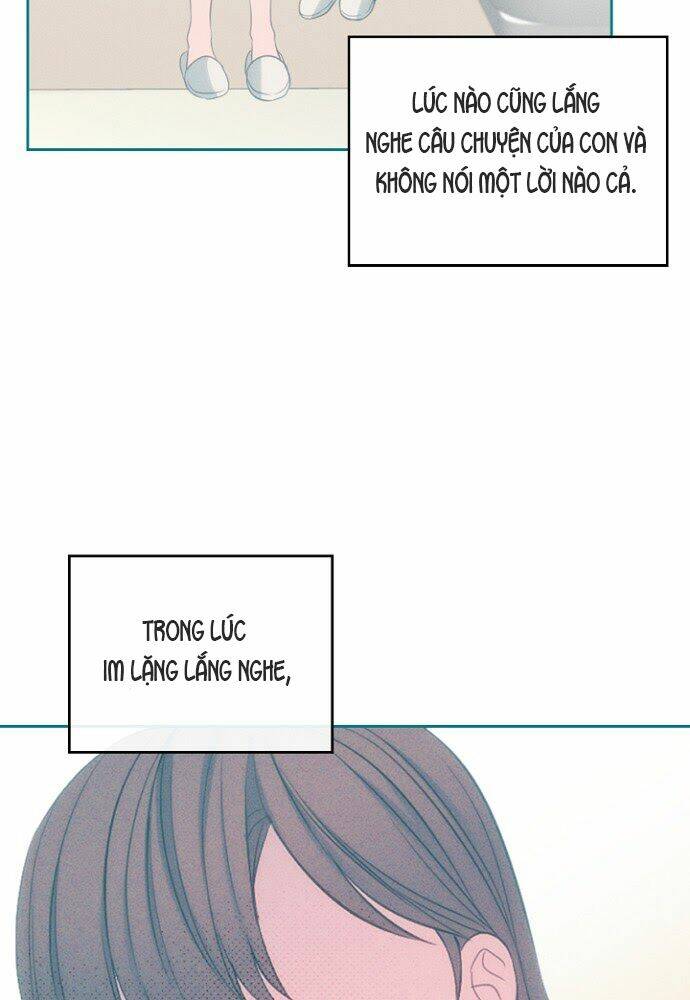 LÚC NÀO CŨNG LẮNG
NGHE CÂU CHUYỆN CỦA CON VÀ
KHÔNG NÓI MỘT LỜI NÀO CẢ.
TRONG LÚC
IM LẶNG LẮNG NGHE,